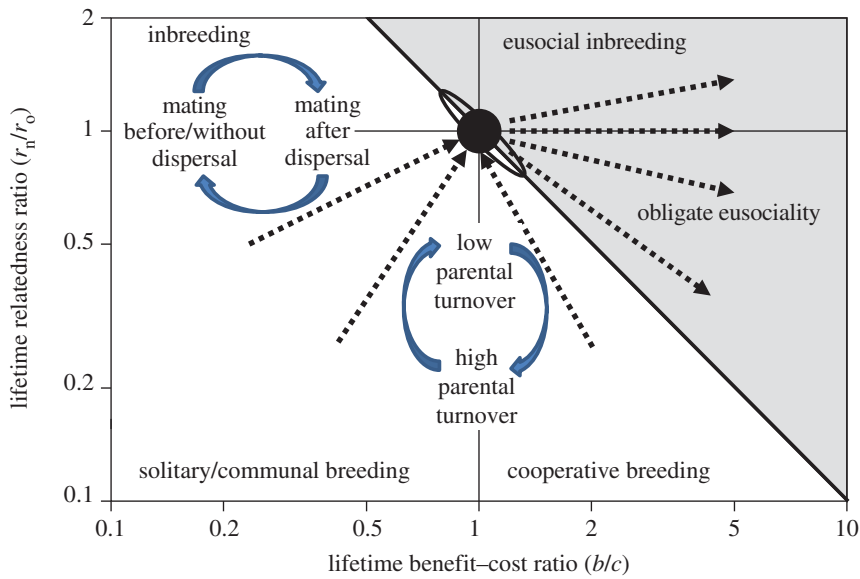 2
inbreeding
eusocial inbreeding
mating
before/without
dispersal
mating
after
dispersal
1
obligate eusociality
low
parental
turnover
0.5
high
parental
turnover
0.2
solitary/communal breeding
cooperative breeding
0.1
0.1
0.2
0.5
1
2
5
10
lifetime relatedness ratio (rn/ro)
lifetime benefit–cost ratio (b/c)